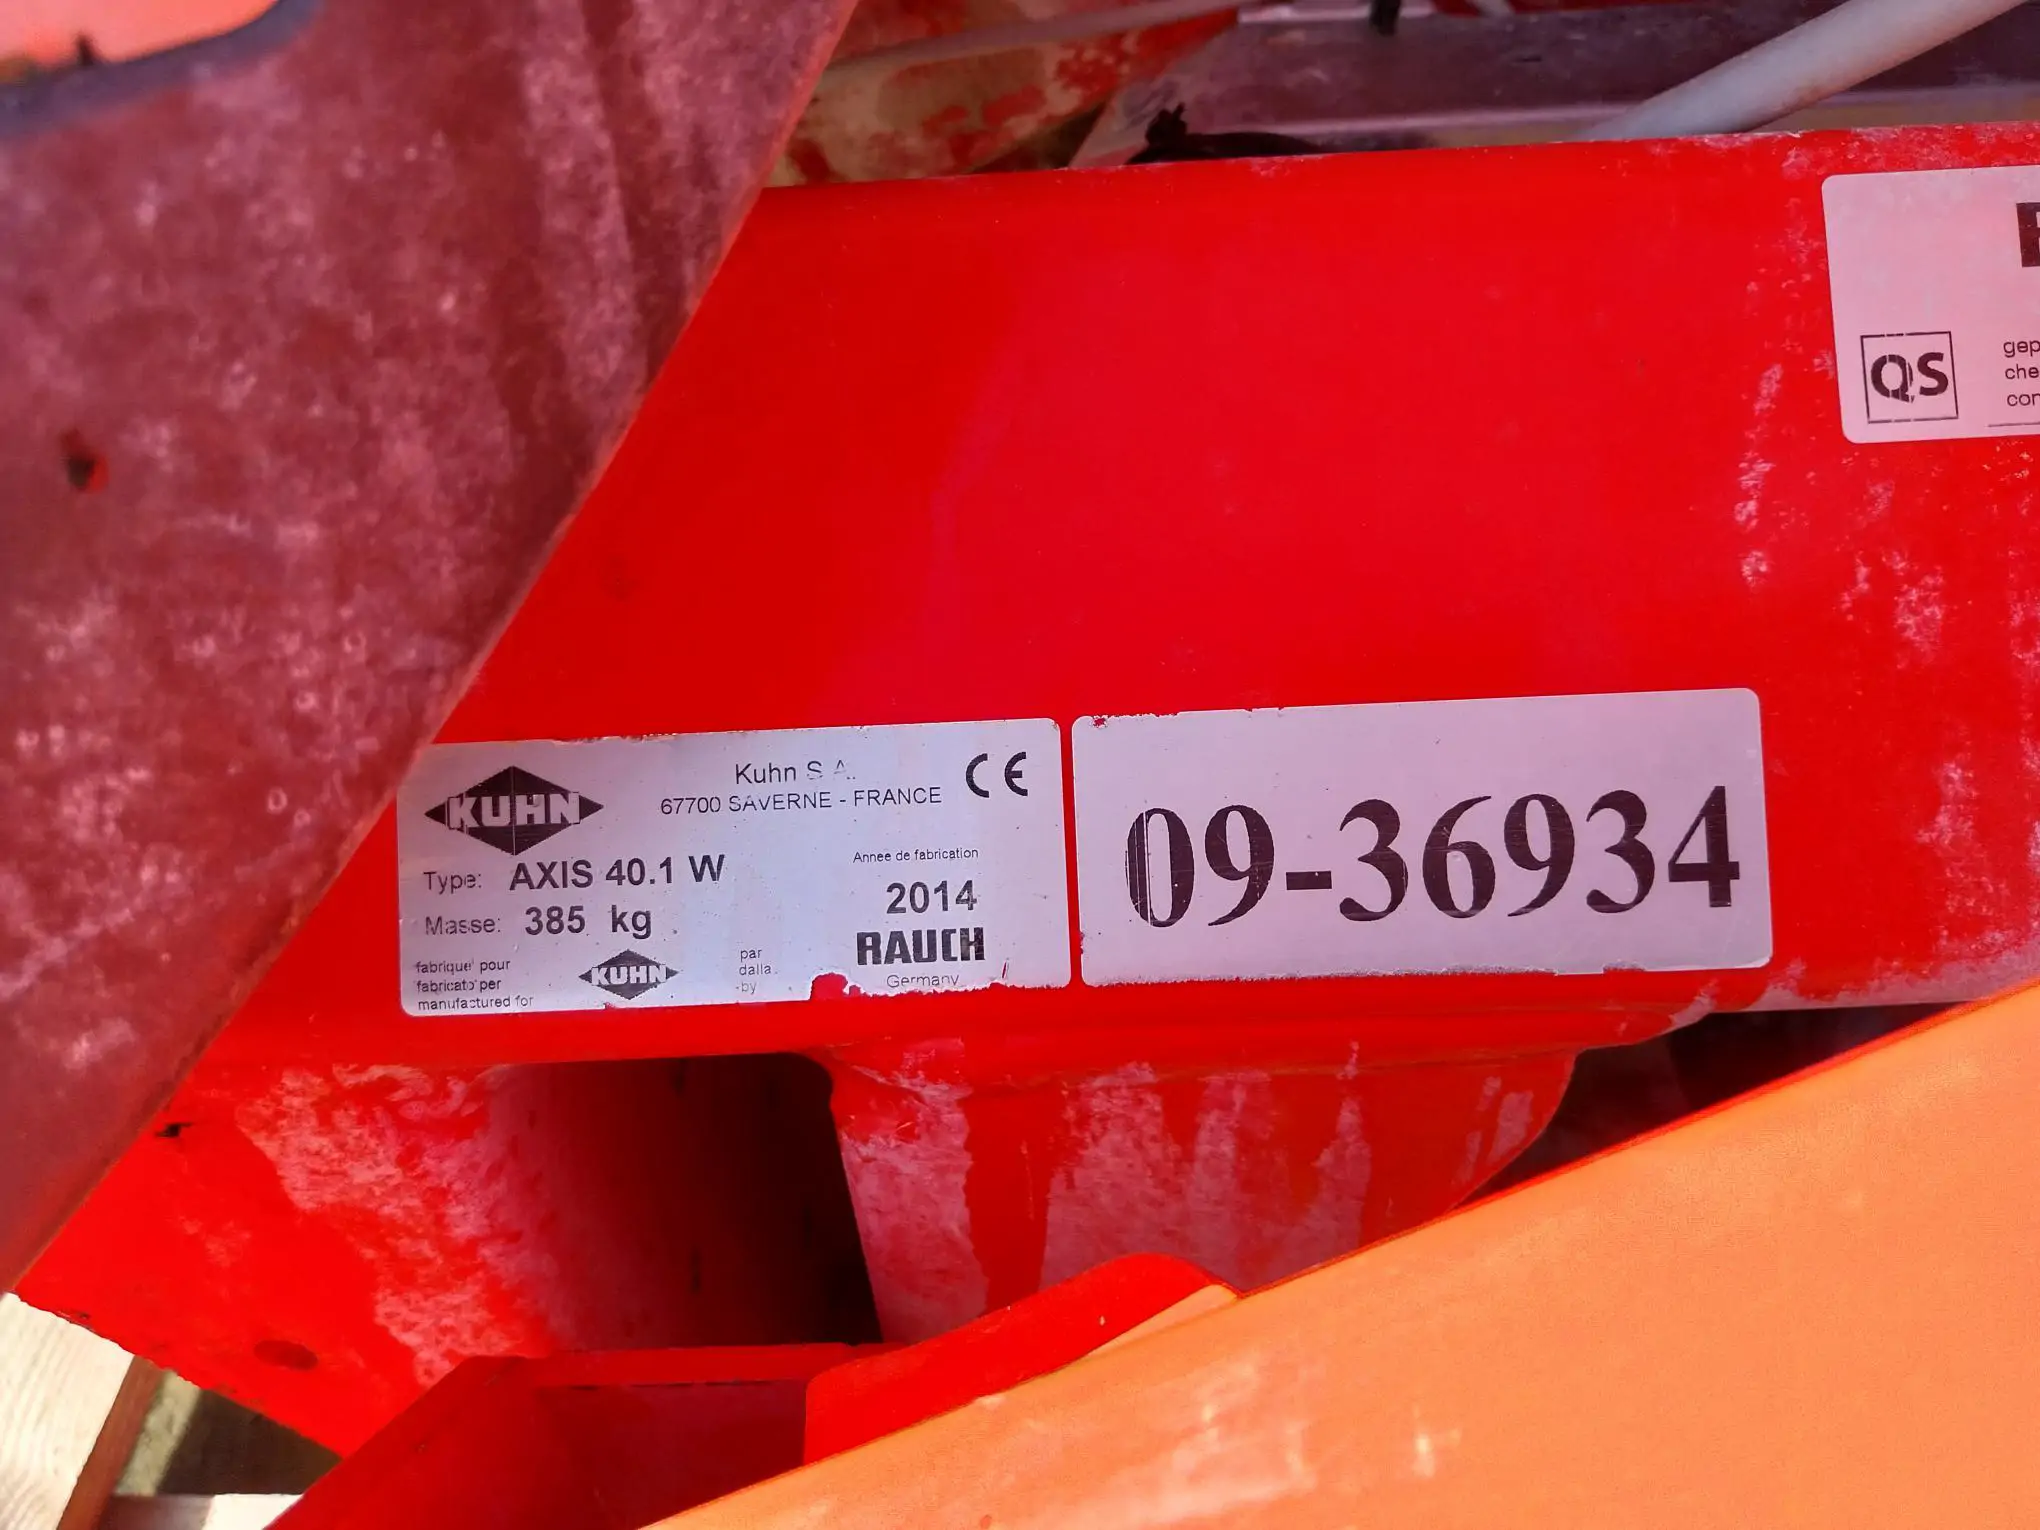 KUHN
Kuhn S.A.
67700 SAVERNE - FRANCE
CE
Type: AXIS 40.1 W
Masse: 385 kg
Annee de fabrication
2014
RAUCH
Germany
fabrique pour
fabricato per
manufactured for
KUHN
par
dalla
by
09-36934
QS